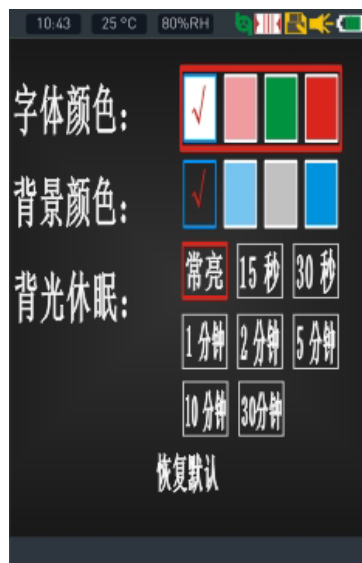 10:43 25 °C 80%RH
字体颜色：
背景颜色：
背光休眠：
常亮 15 秒 30 秒
1 分钟 2 分钟 5 分钟
10 分钟 30分钟
恢复默认